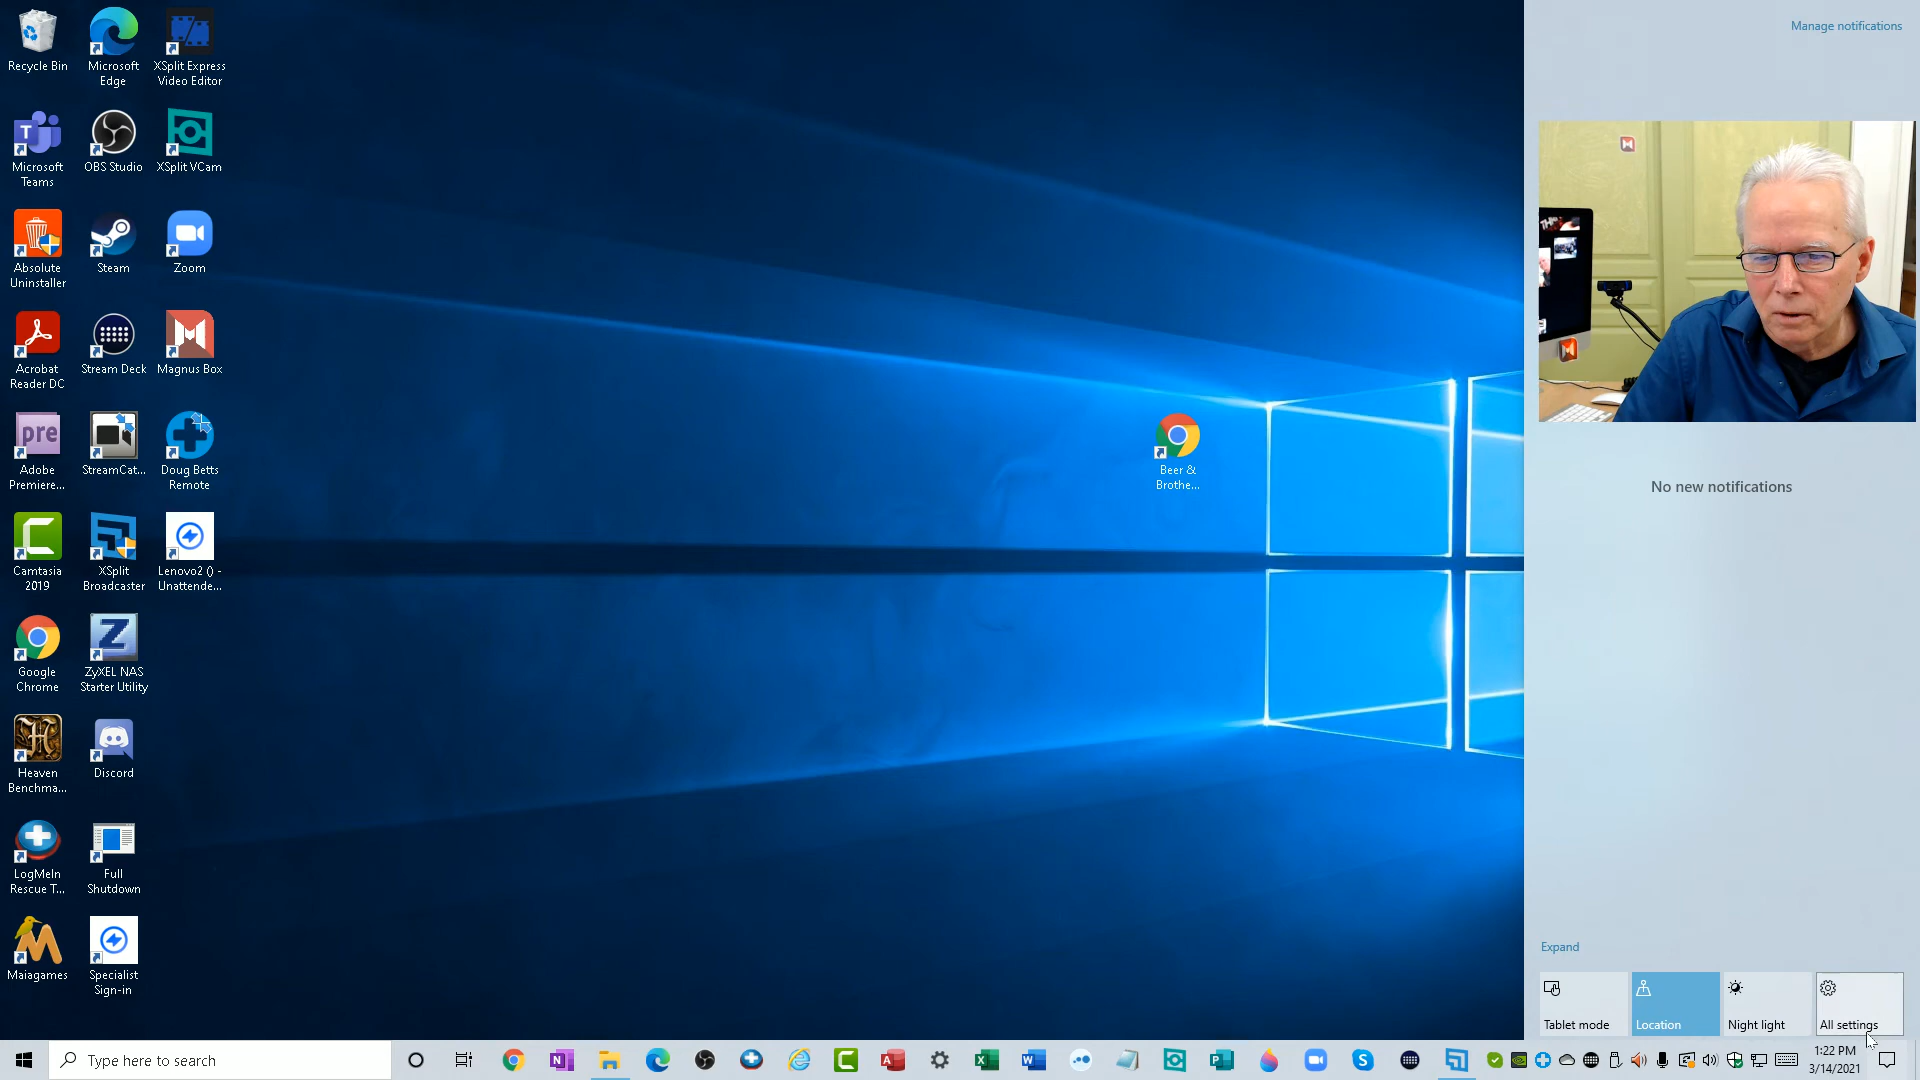 Manage notifications
Recycle Bin
Microsoft
Edge
XSplit Express
Video Editor
Microsoft
Teams
OBS Studio
XSplit VCam
Absolute
Uninstaller
Steam
Zoom
Acrobat
Reader DC
Stream Deck
Magnus Box
pre
Adobe
Premiere...
StreamCat...
Doug Betts
Remote
Beer &
Brothe...
No new notifications
Camtasia
2019
XSplit
Broadcaster
Lenovo2 () -
Unattende...
Google
Chrome
ZyXEL NAS
Starter Utility
Heaven
Benchma...
Discord
LogMeIn
Rescue T...
Full
Shutdown
Maiagames
Specialist
Sign-in
Expand
Tablet mode
Location
Night light
All settings
Type here to search
1:22 PM
3/14/2021